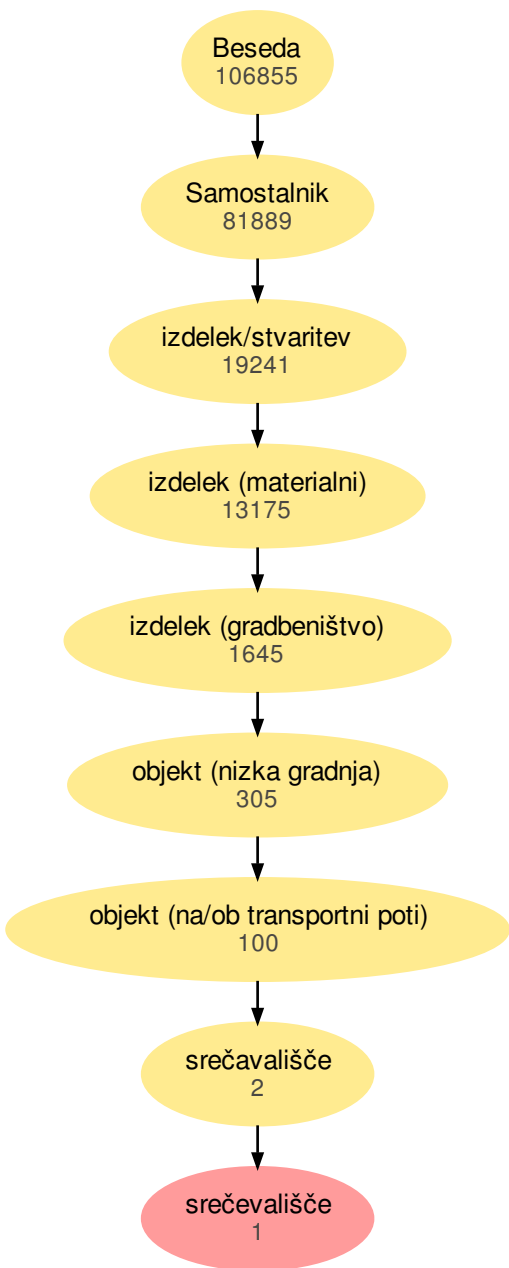 Beseda
106855
Samostalnik
81889
izdelek/stvaritev
19241
izdelek (materialni)
13175
izdelek (gradbeništvo)
1645
objekt (nizka gradnja)
305
objekt (na/ob transportni poti)
100
srečavališče
2
srečevališče
1